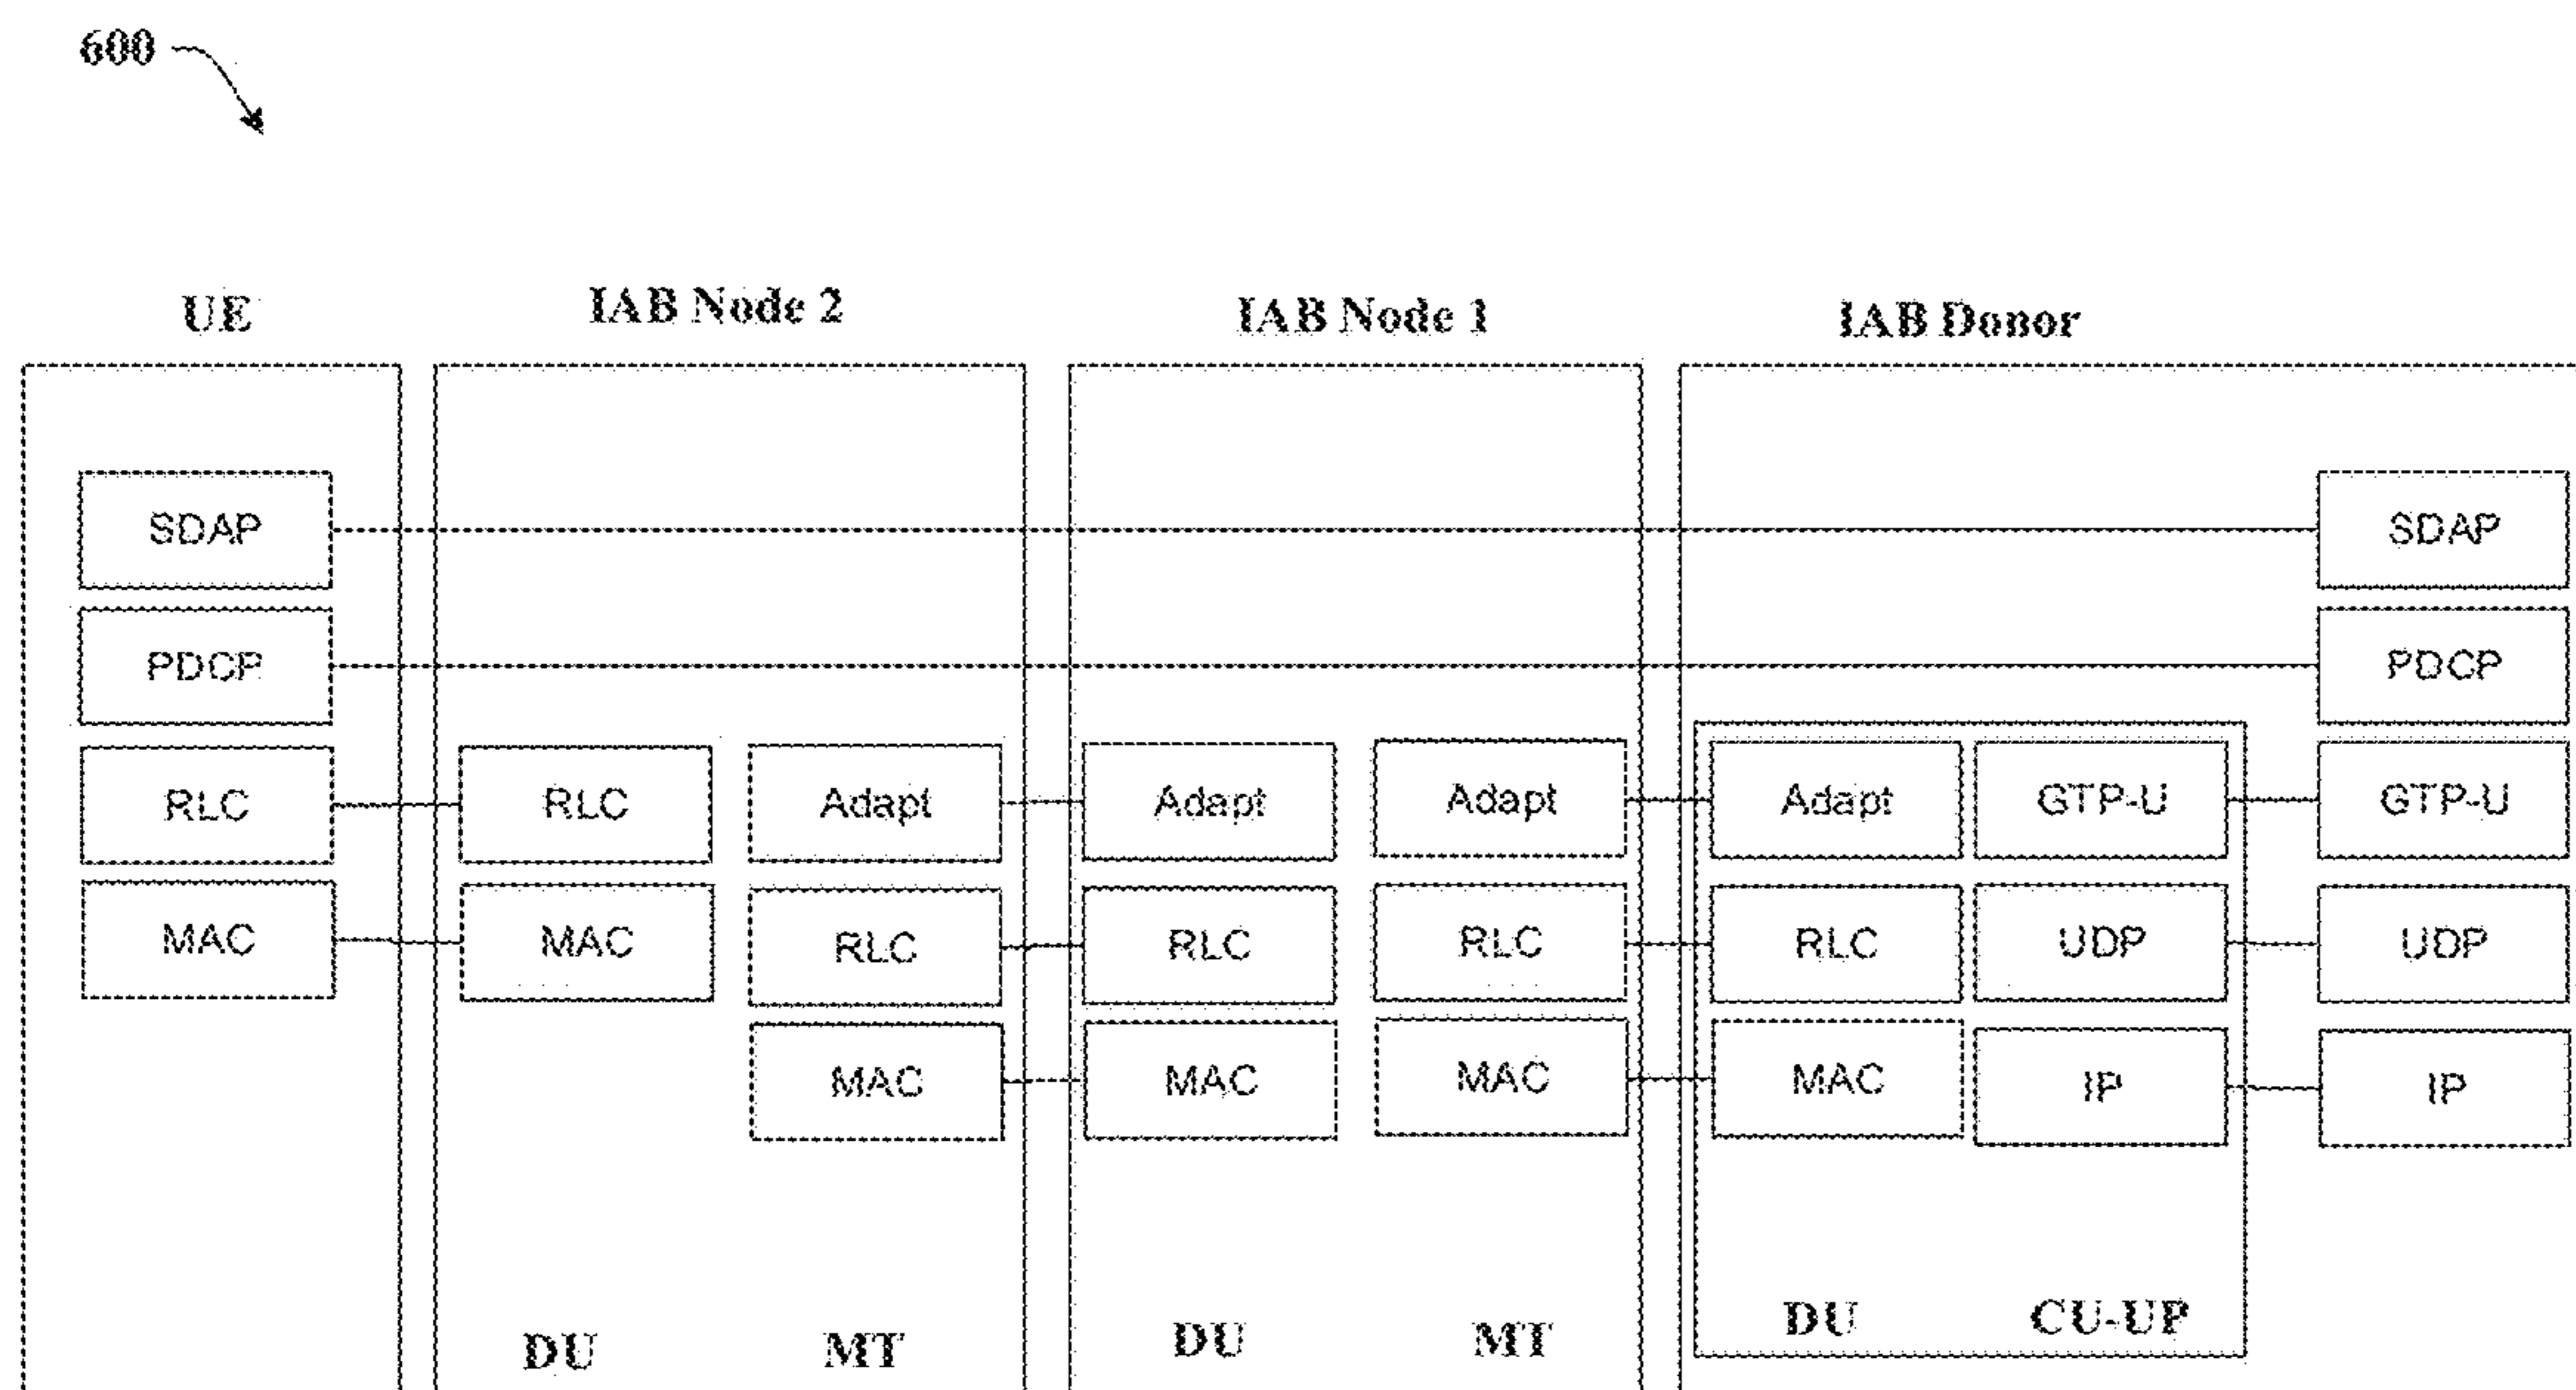 600
UE IAB Node 2 IAB Node 1 IAB Donor
SDAP SDAP
PDCP PDCP
RLC RLC Adapt Adapt Adapt Adapt GTP-U GTP-U
MAC MAC RLC RLC RLC RLC UDP UDP
MAC MAC MAC MAC IP IP
DU MT DU MT DU CU-UP